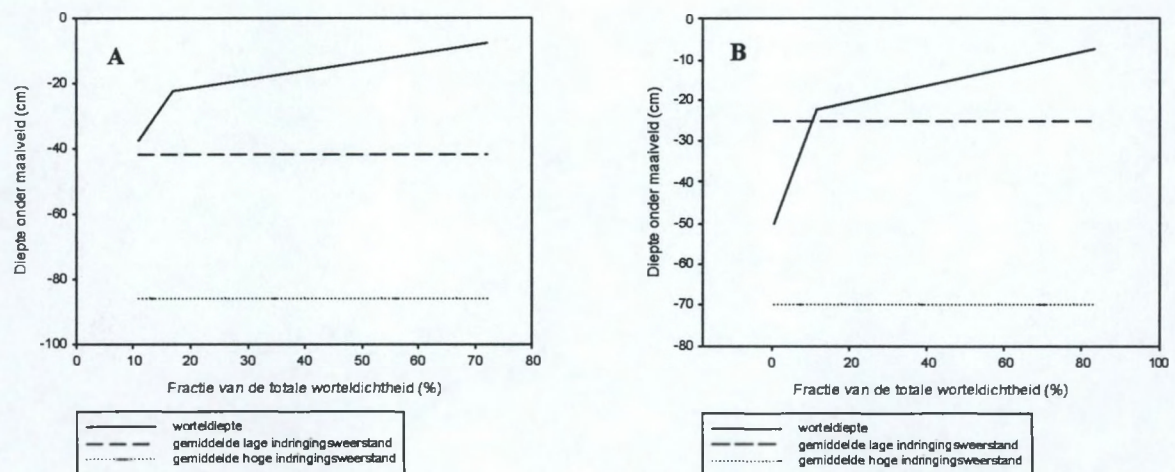 A
0
-20
-40
-60
-80
-100
0 10 20 30 40 50 60 70 80
Diepte onder maaiveld (cm)
Fractie van de totale worteldichtheid (%)
worteldiepte
gemiddelde lage indringingsweerstand
gemiddelde hoge indringingsweerstand
B
0
-10
-20
-30
-40
-50
-60
-70
-80
0 20 40 60 80 100
Diepte onder maaiveld (cm)
Fractie van de totale worteldichtheid (%)
worteldiepte
gemiddelde lage indringingsweerstand
gemiddelde hoge indringingsweerstand